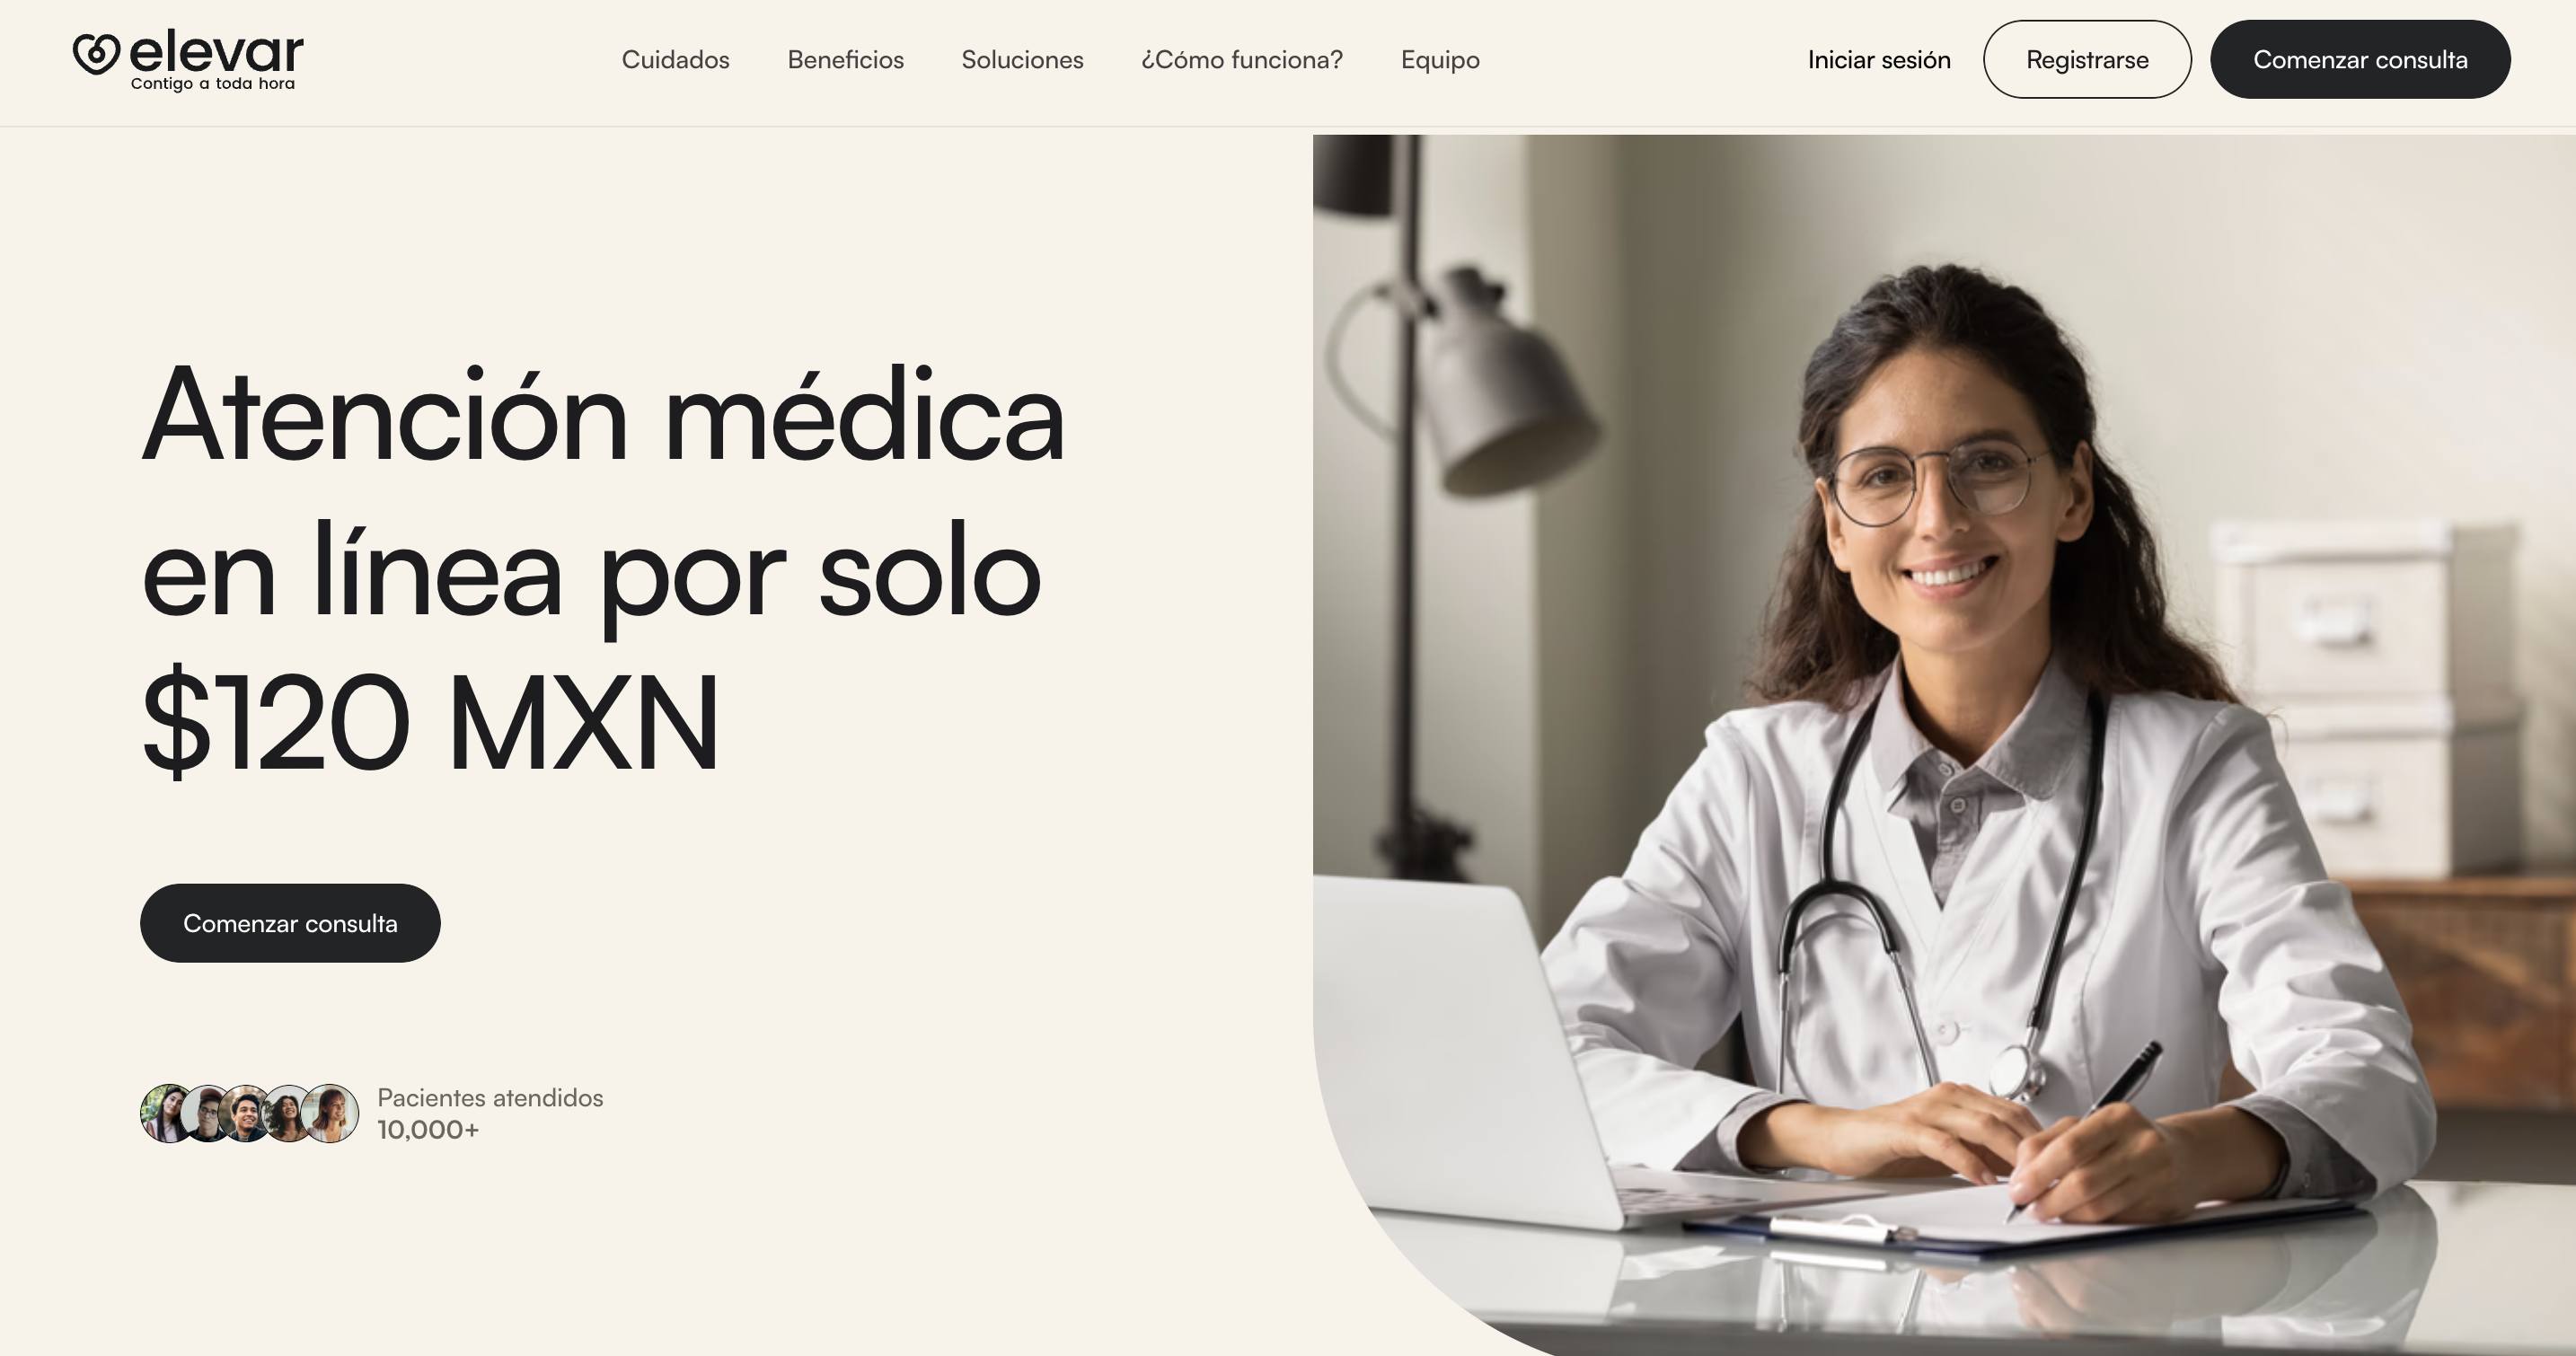 elevar
Contigo a toda hora
Cuidados
Beneficios
Soluciones
¿Cómo funciona?
Equipo
Iniciar sesión
Registrarse
Comenzar consulta
Atención médica
en línea por solo
$120 MXN
Comenzar consulta
Pacientes atendidos
10,000+